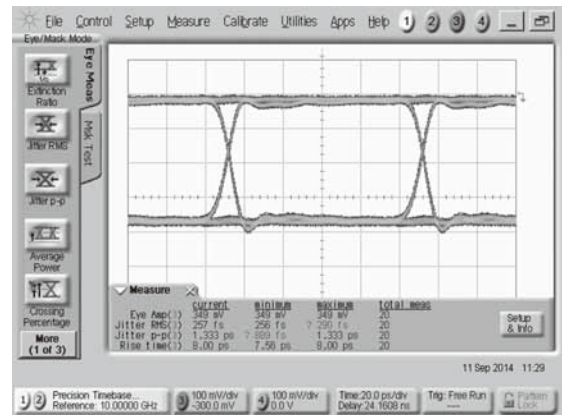 File Control Setup Measure Calibrate Utilities Apps Help 1 2 3 4
Eye/Mask Mode
Eye Meas
Msk Test
Extinction
Ratio
Jitter RMS
Jitter p-p
Average
Power
Crossing
Percentage
More
(1 of 3)
Measure
current minimum maximum total meas
Eye Amp(3) 349 mV 349 mV 349 mV 20
Jitter RMS(3) 257 fs 256 fs ? 290 fs 20
Jitter p-p(3) 1.333 ps ? 889 fs 1.333 ps 20
Rise time(3) 8.00 ps 7.56 ps 8.00 ps 20
Setup
& Info
11 Sep 2014 11:29
1 2 Precision Timebase...
Reference: 10.00000 GHz
3 100 mV/div
-300.0 mV
4 100 mV/div
0.0 V
Time:20.0 ps/div
Delay:24.1608 ns
Trig: Free Run
Pattern
Lock